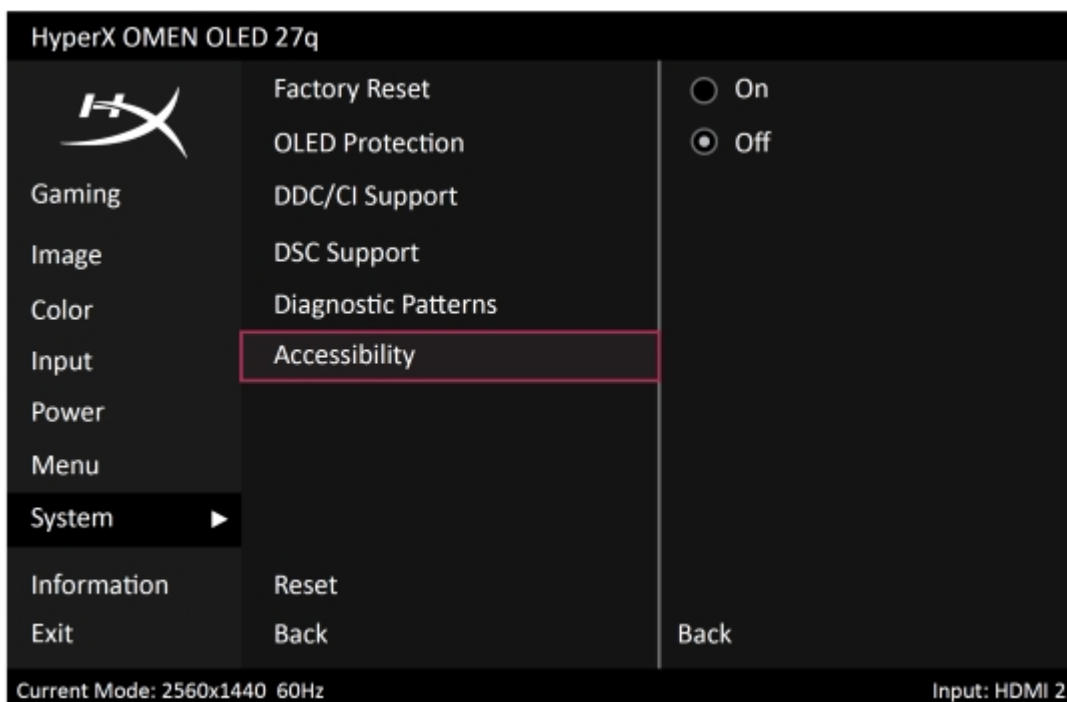 HyperX OMEN OLED 27q
HX
Gaming
Image
Color
Input
Power
Menu
System
Information
Exit
Factory Reset
OLED Protection
DDC/CI Support
DSC Support
Diagnostic Patterns
Accessibility
Reset
Back
On
Off
Back
Current Mode: 2560x1440 60Hz
Input: HDMI 2